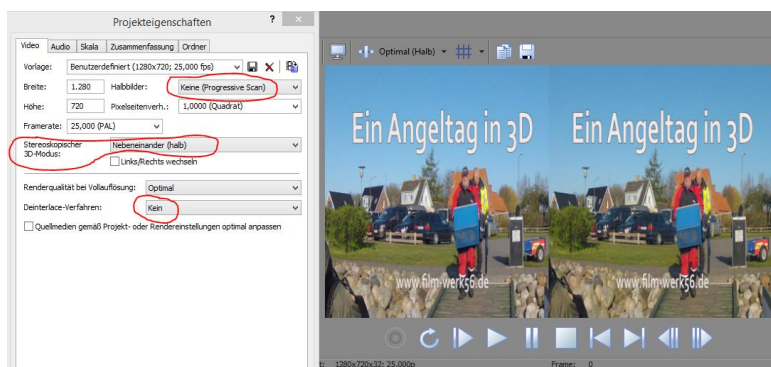 Projekteigenschaften
?
Video Audio Skala Zusammenfassung Ordner
Vorlage: Benutzerdefiniert (1280x720; 25,000 fps)
Breite: 1.280 Halbbilder: Keine (Progressive Scan)
Höhe: 720 Pixelseitenverh.: 1,0000 (Quadrat)
Framerate: 25,000 (PAL)
Stereoskopischer
3D-Modus: Nebeneinander (halb)
Links/Rechts wechseln
Renderqualität bei Vollauflösung: Optimal
Deinterlace-Verfahren: Kein
Quellmedien gemäß Projekt- oder Rendereinstellungen optimal anpassen
Optimal (Halb)
Ein Angeltag in 3D Ein Angeltag in 3D
www.film-werk56.de www.film-werk56.de
t: 1280x720x32; 25,000p Frame: 0